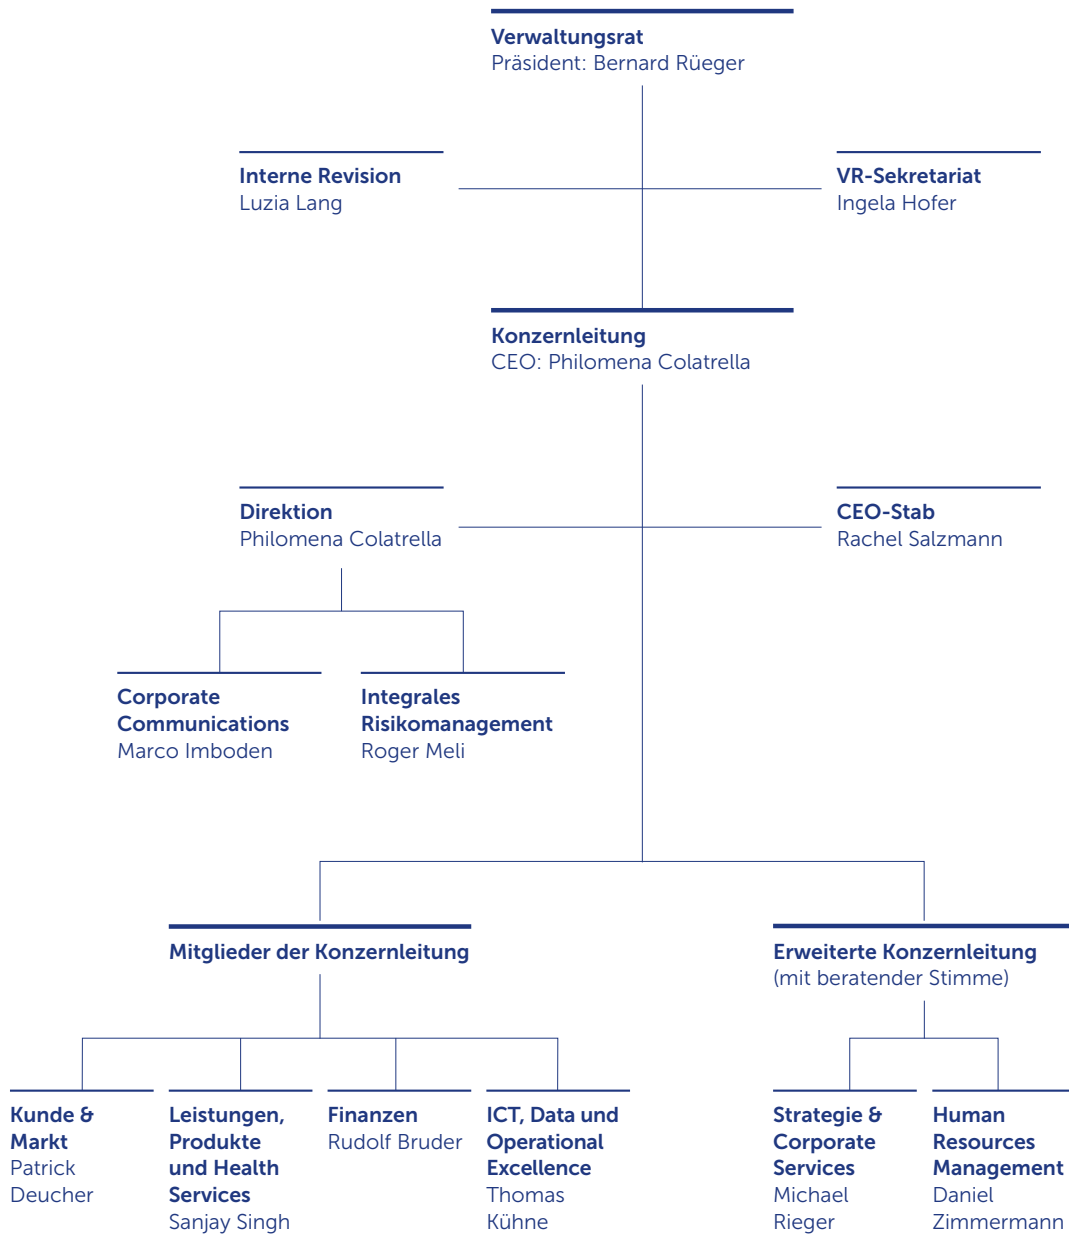 Verwaltungsrat
Präsident: Bernard Rüeger
Interne Revision
Luzia Lang
VR-Sekretariat
Ingela Hofer
Konzernleitung
CEO: Philomena Colatrella
Direktion
Philomena Colatrella
CEO-Stab
Rachel Salzmann
Corporate
Communications
Marco Imboden
Integrales
Risikomanagement
Roger Meli
Mitglieder der Konzernleitung
Erweiterte Konzernleitung
(mit beratender Stimme)
Kunde &
Markt
Patrick
Deucher
Leistungen,
Produkte
und Health
Services
Sanjay Singh
Finanzen
Rudolf Bruder
ICT, Data und
Operational
Excellence
Thomas
Kühne
Strategie &
Corporate
Services
Michael
Rieger
Human
Resources
Management
Daniel
Zimmermann